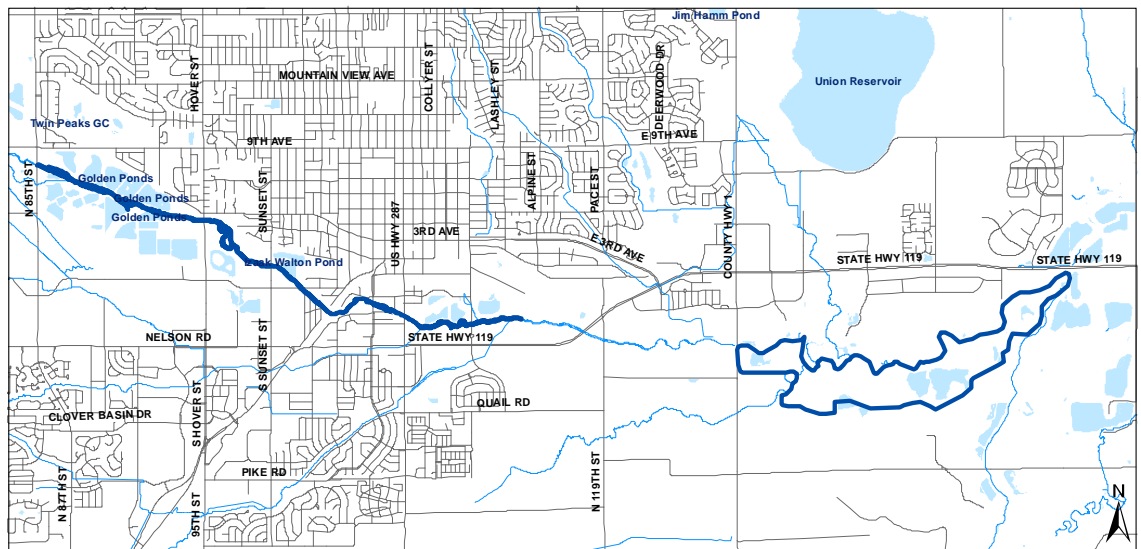 Jim Hamm Pond
HOVER ST
MOUNTAIN VIEW AVE
COLLYER ST
LASHLEY ST
DEERWOOD DR
Union Reservoir
Twin Peaks GC
9TH AVE
E 9TH AVE
N 85TH ST
Golden Ponds
Golden Ponds
Golden Ponds
SUNSET ST
ALPINE ST
PACE ST
US HWY 287
3RD AVE
E 3RD AVE
COUNTY HWY 1
STATE HWY 119
STATE HWY 119
Izaak Walton Pond
NELSON RD
STATE HWY 119
S SUNSET ST
QUAIL RD
CLOVER BASIN DR
S HOVER ST
PIKE RD
N 87TH ST
95TH ST
N 119TH ST
N